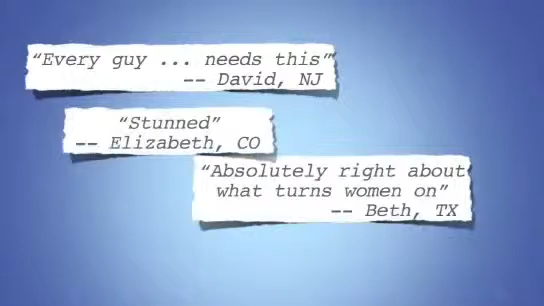 “Every guy ... needs this”
-- David, NJ
“Stunned”
-- Elizabeth, CO
“Absolutely right about
what turns women on”
-- Beth, TX